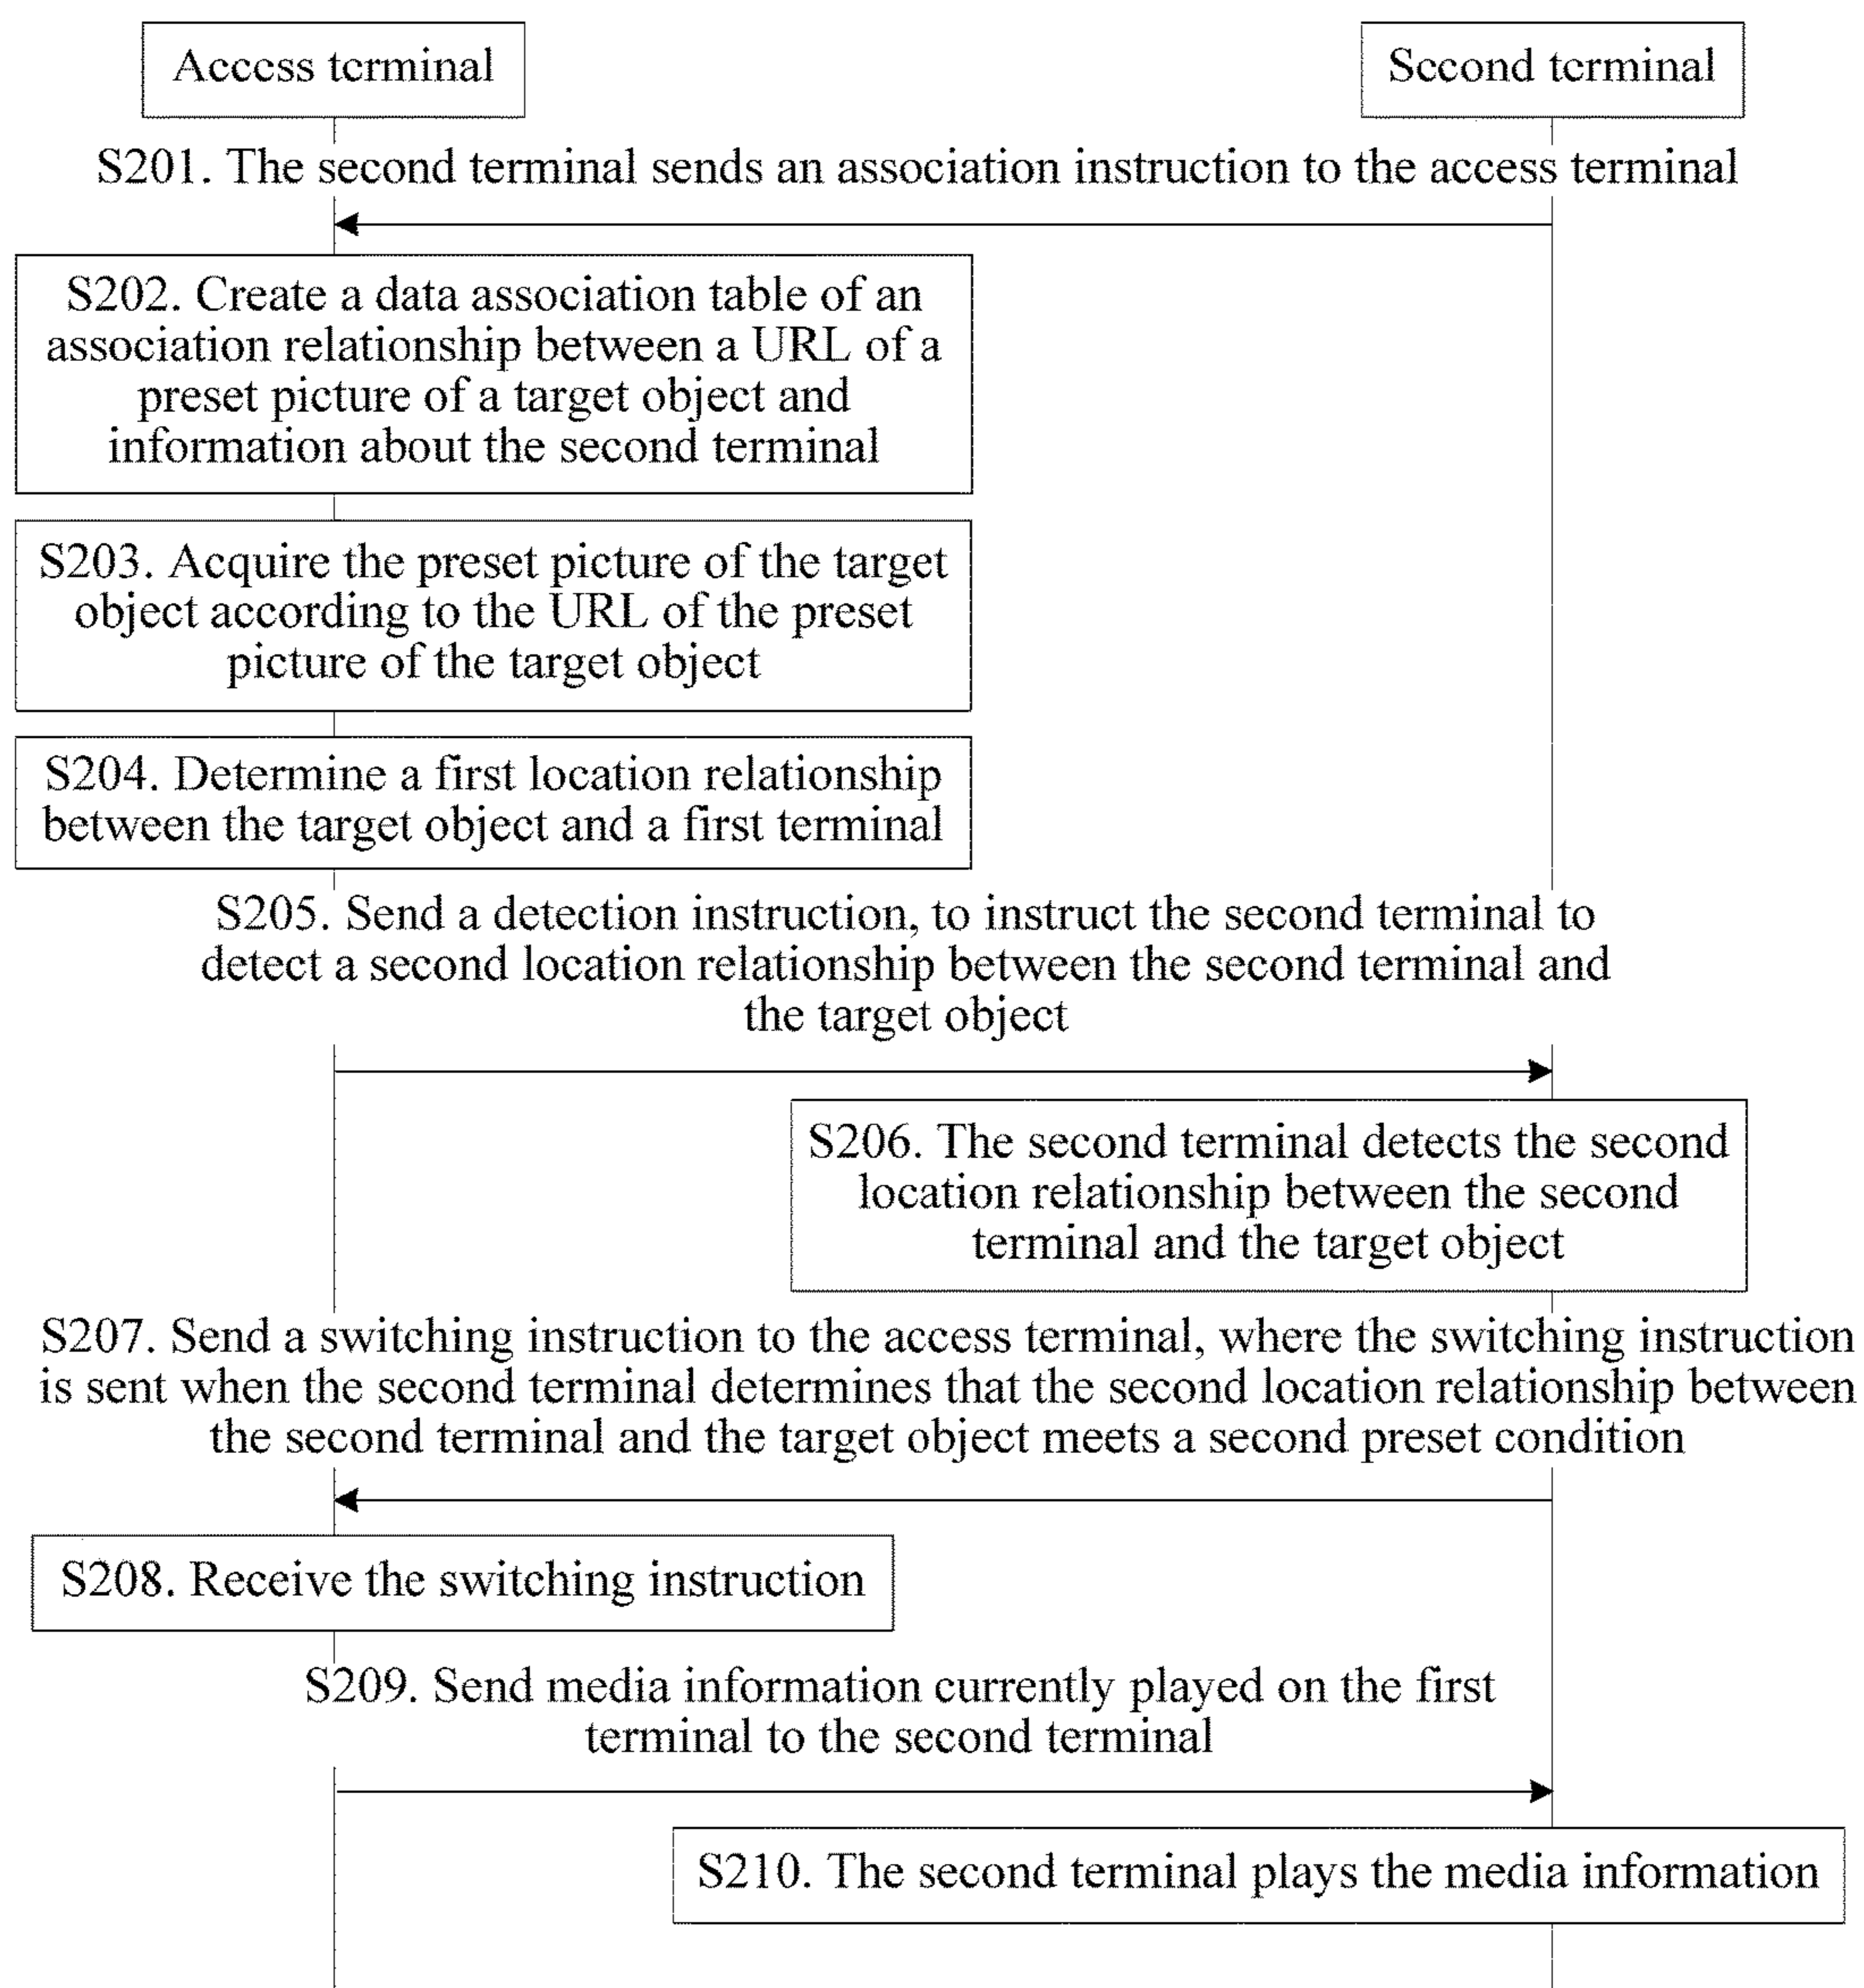 Access terminal
Second terminal
S201. The second terminal sends an association instruction to the access terminal
S202. Create a data association table of an
association relationship between a URL of a
preset picture of a target object and
information about the second terminal
S203. Acquire the preset picture of the target
object according to the URL of the preset
picture of the target object
S204. Determine a first location relationship
between the target object and a first terminal
S205. Send a detection instruction, to instruct the second terminal to
detect a second location relationship between the second terminal and
the target object
S206. The second terminal detects the second
location relationship between the second
terminal and the target object
S207. Send a switching instruction to the access terminal, where the switching instruction
is sent when the second terminal determines that the second location relationship between
the second terminal and the target object meets a second preset condition
S208. Receive the switching instruction
S209. Send media information currently played on the first
terminal to the second terminal
S210. The second terminal plays the media information